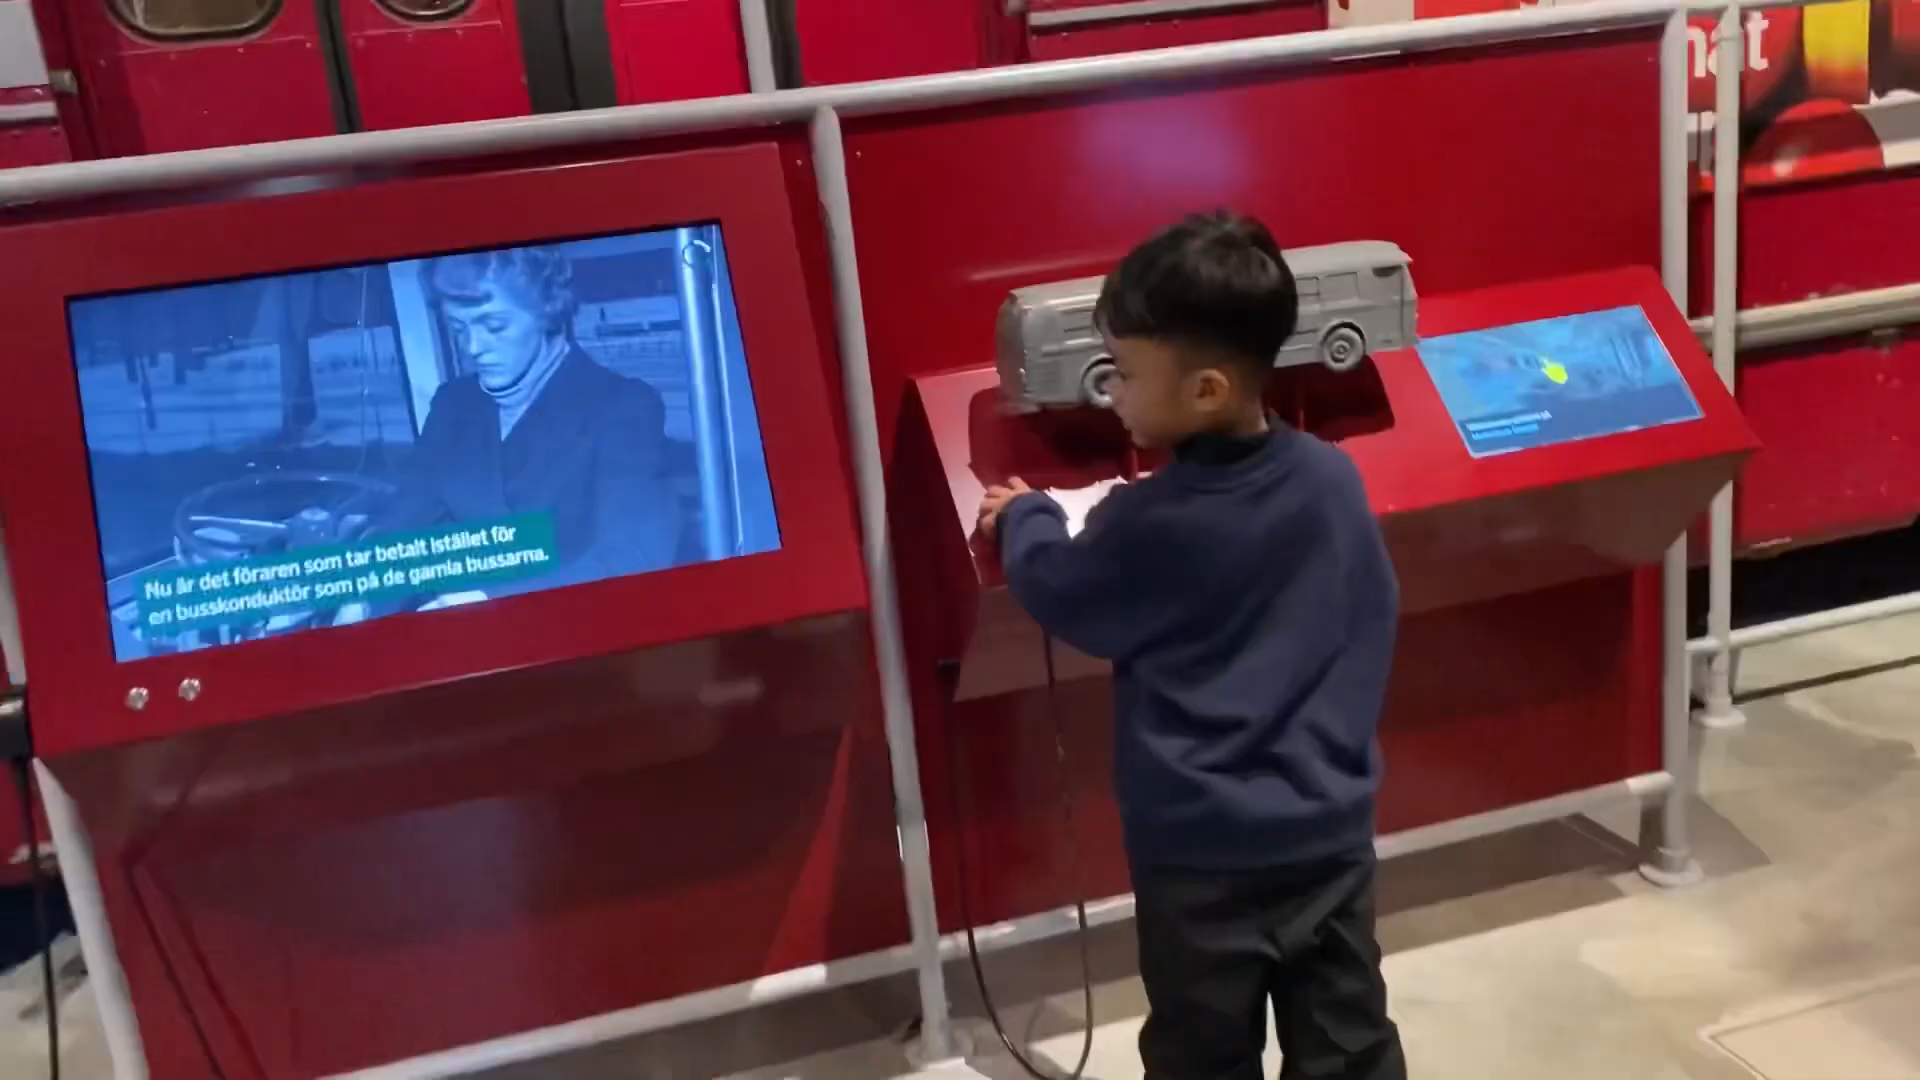 Nu är det föraren som tar betalt istället för
en busskonduktör som på de gamla bussarna.